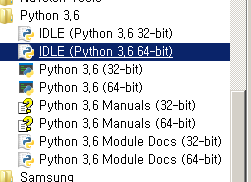 Python 3,6
IDLE (Python 3,6 32-bit)
IDLE (Python 3,6 64-bit)
Python 3,6 (32-bit)
Python 3,6 (64-bit)
Python 3,6 Manuals (32-bit)
Python 3,6 Manuals (64-bit)
Python 3,6 Module Docs (32-bit)
Python 3,6 Module Docs (64-bit)
Samsung